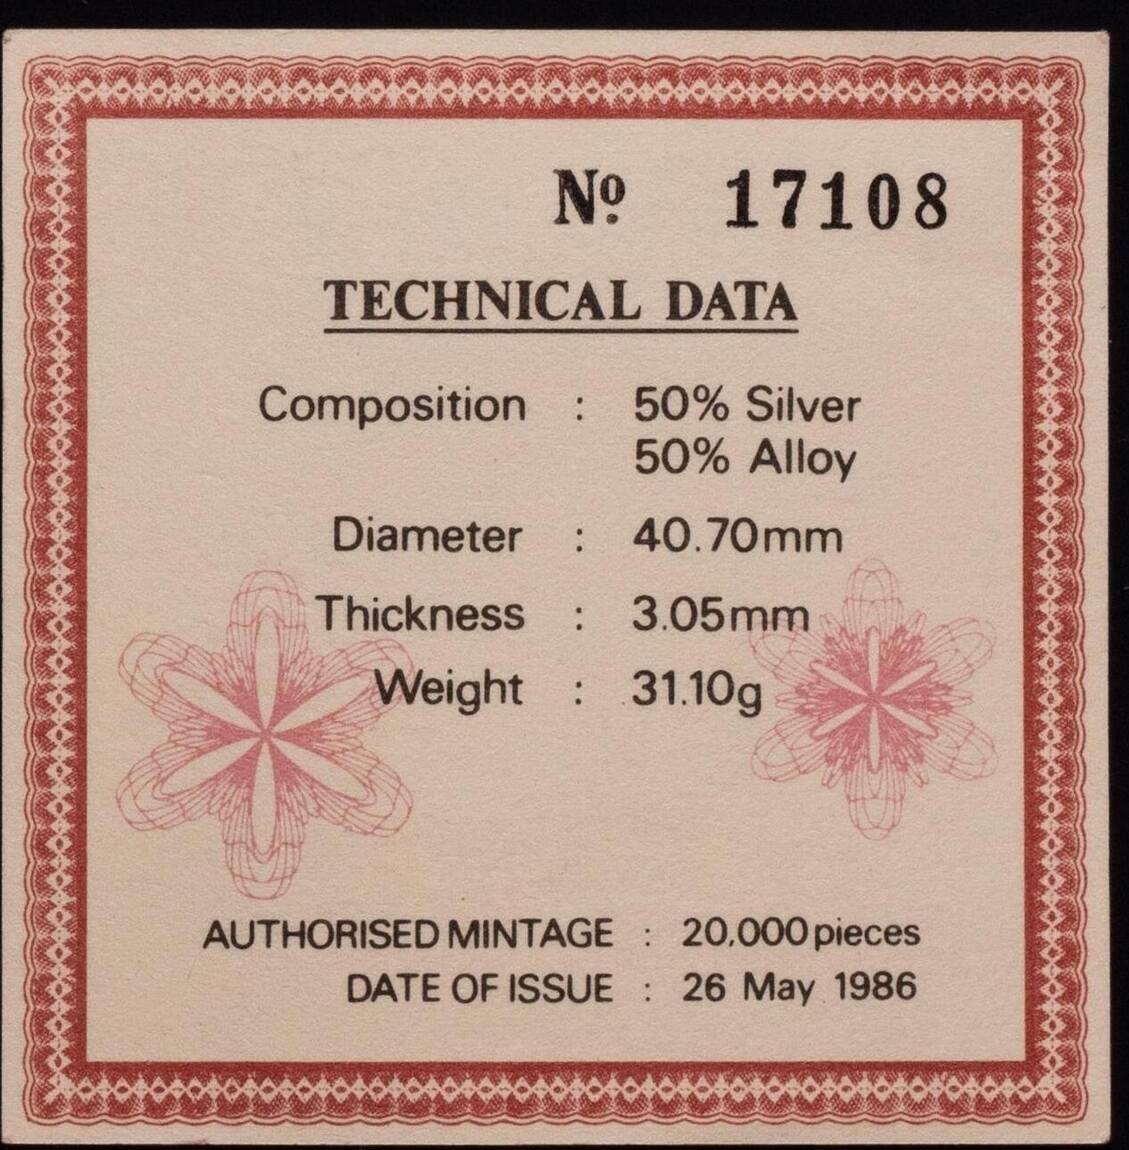 Nº 17108
TECHNICAL DATA
Composition : 50% Silver
50% Alloy
Diameter : 40.70mm
Thickness : 3.05mm
Weight : 31.10g
AUTHORISED MINTAGE : 20,000 pieces
DATE OF ISSUE : 26 May 1986